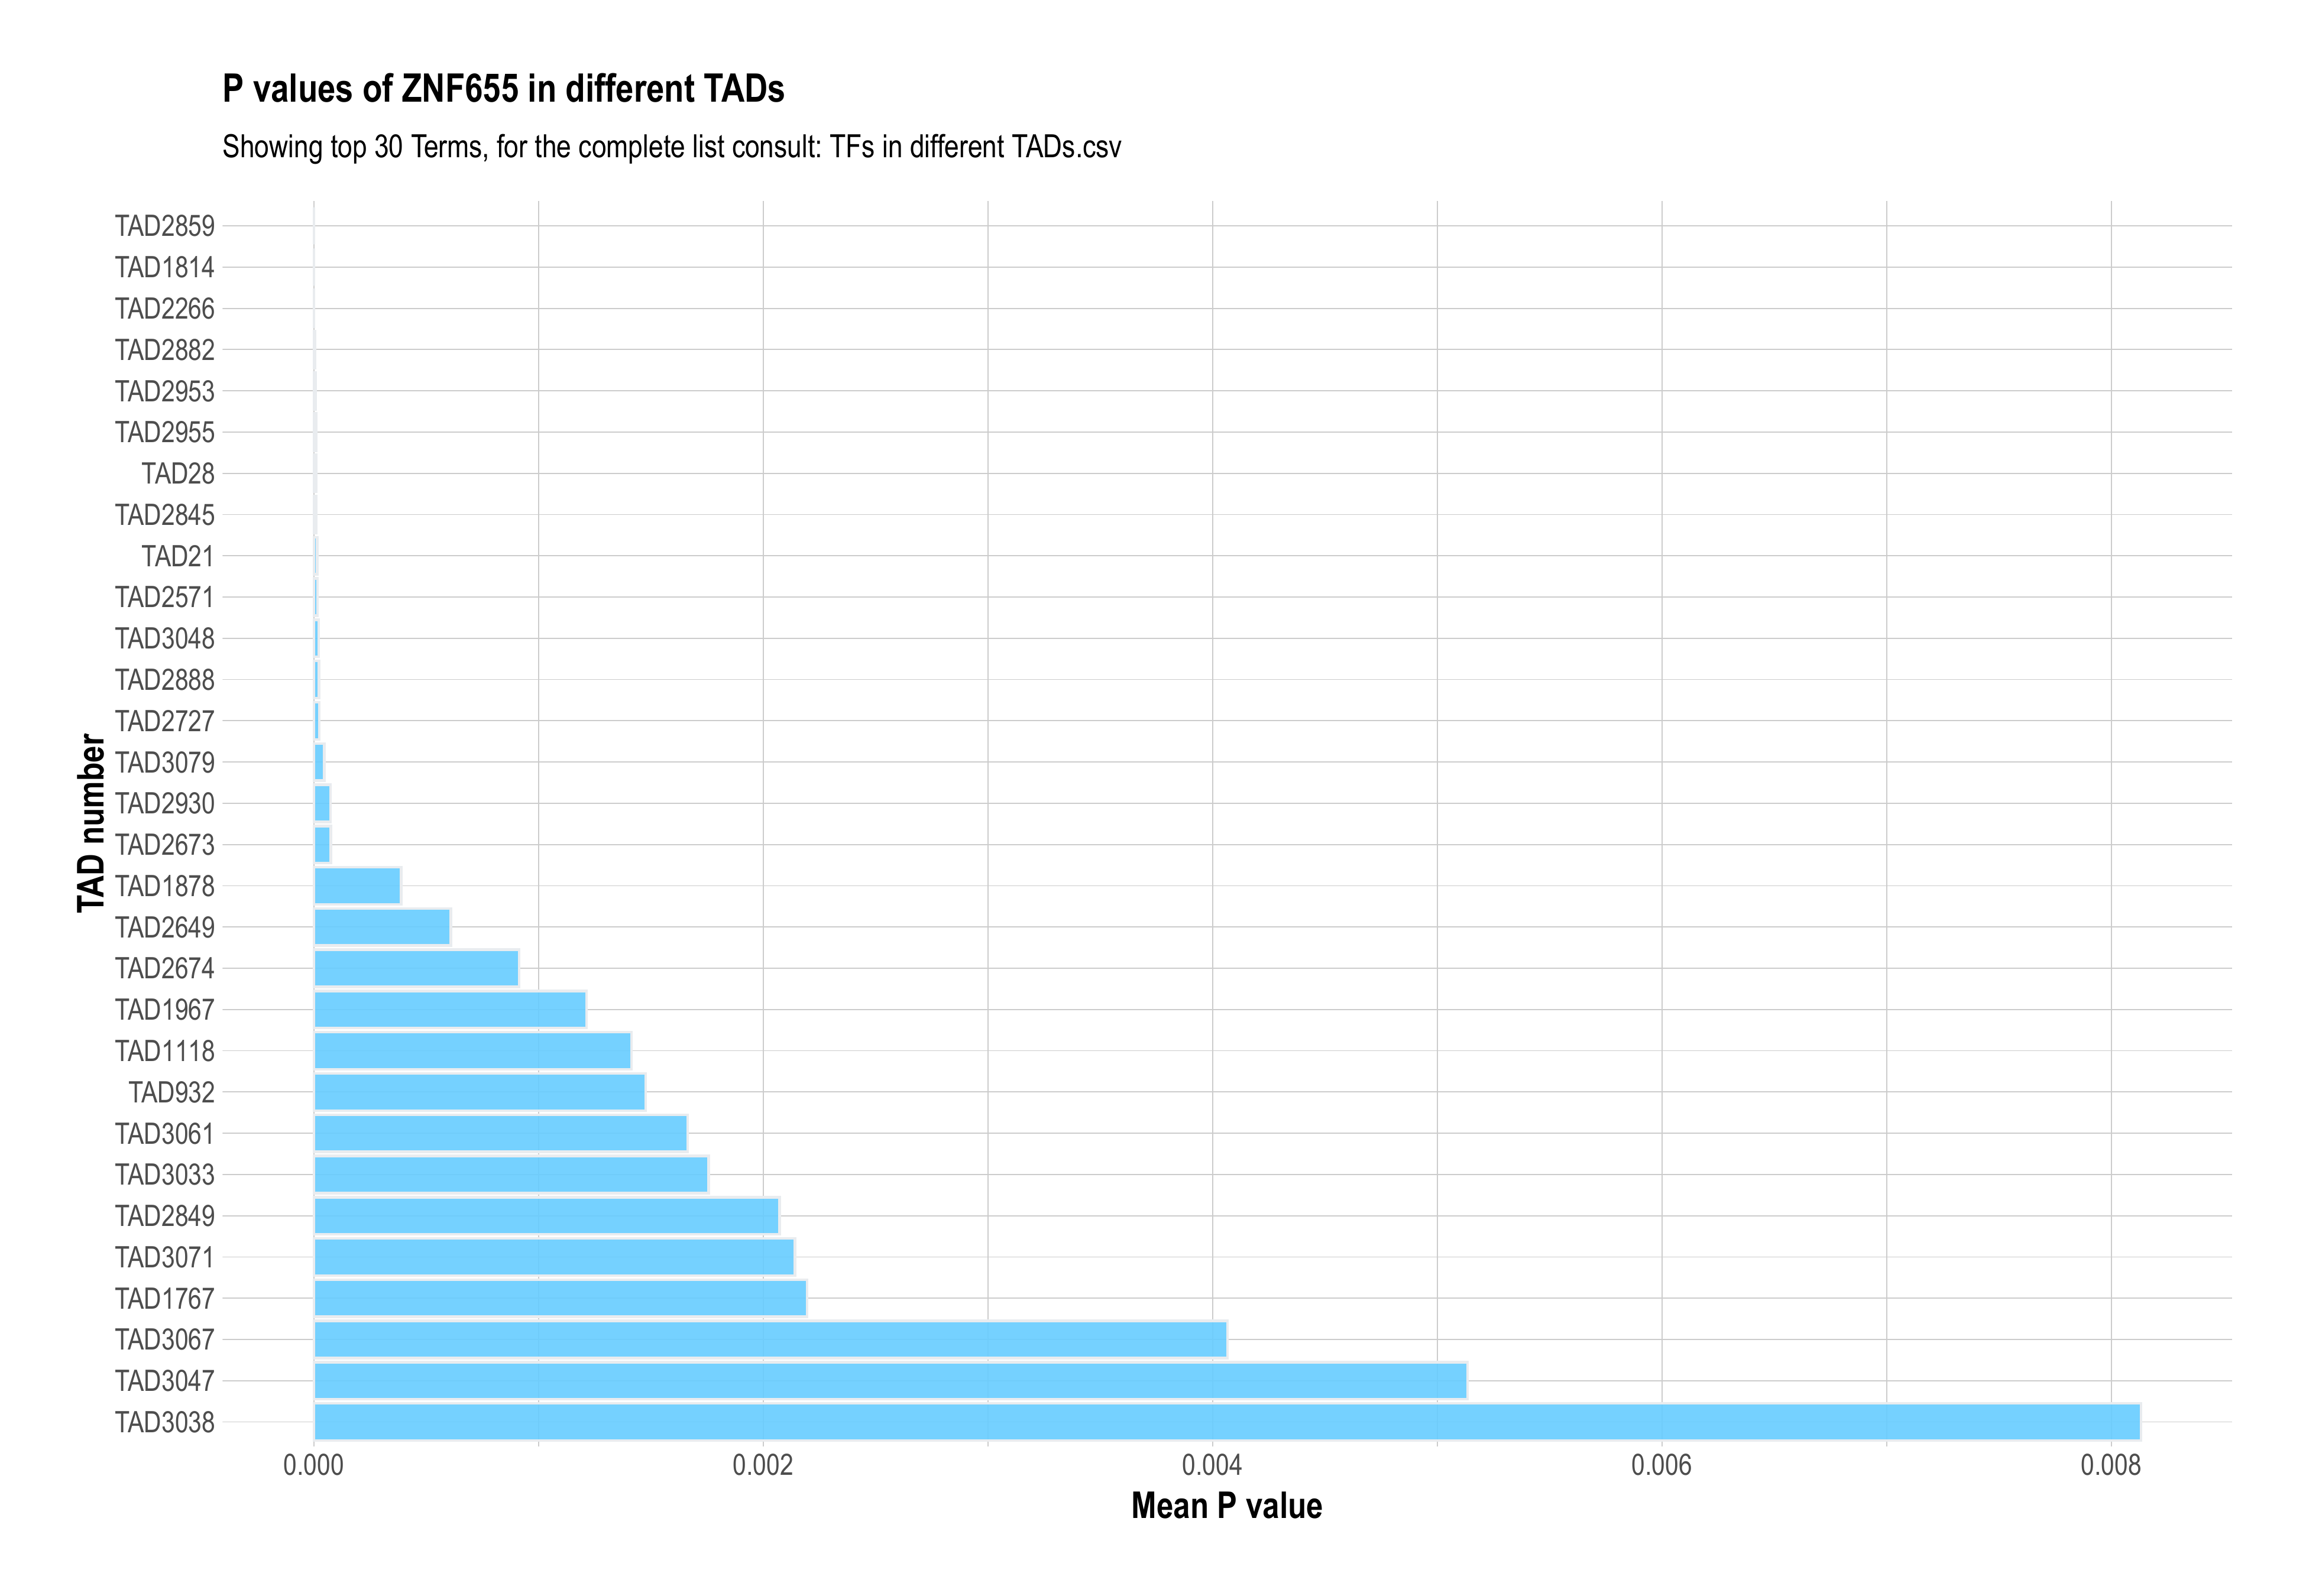 P values of ZNF655 in different TADs
Showing top 30 Terms, for the complete list consult: TFs in different TADs.csv
TAD number
TAD2859
TAD1814
TAD2266
TAD2882
TAD2953
TAD2955
TAD28
TAD2845
TAD21
TAD2571
TAD3048
TAD2888
TAD2727
TAD3079
TAD2930
TAD2673
TAD1878
TAD2649
TAD2674
TAD1967
TAD1118
TAD932
TAD3061
TAD3033
TAD2849
TAD3071
TAD1767
TAD3067
TAD3047
TAD3038
0.000 0.002 0.004 0.006 0.008
Mean P value